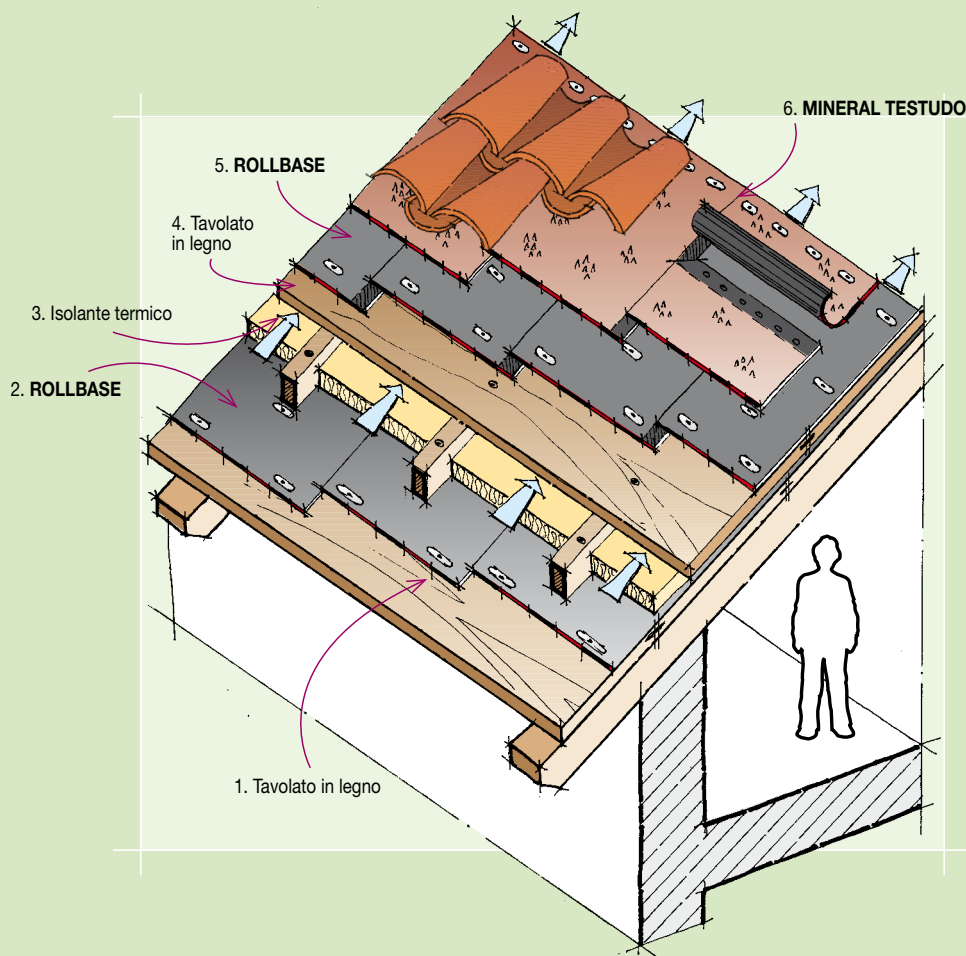 6. MINERAL TESTUDO
5. ROLLBASE
4. Tavolato
in legno
3. Isolante termico
2. ROLLBASE
1. Tavolato in legno